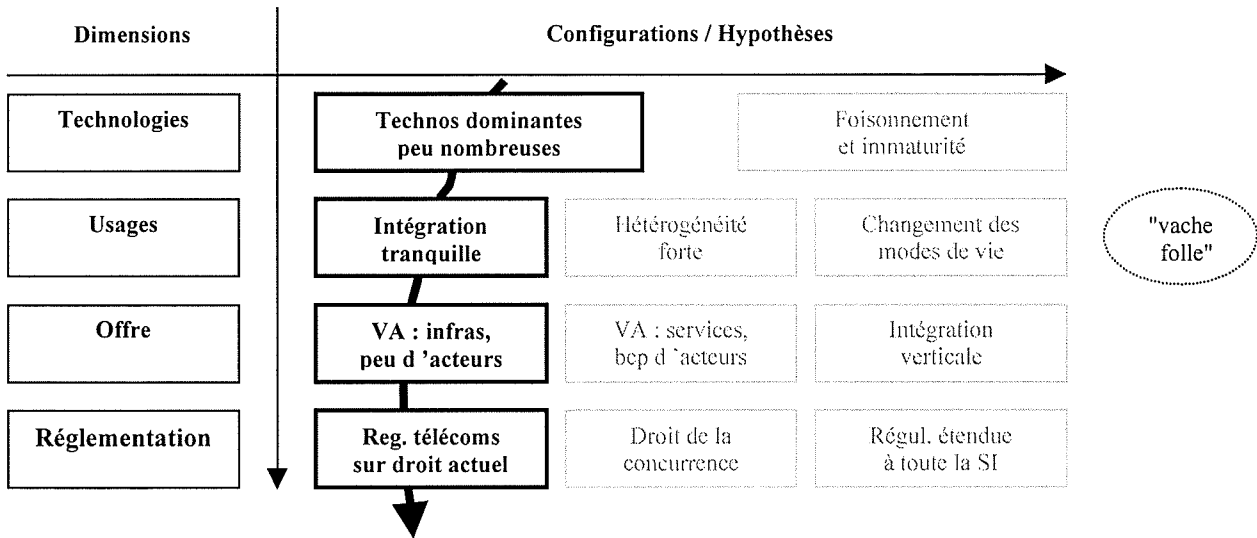 Dimensions
Configurations / Hypothèses
Technologies
Technos dominantes
peu nombreuses
Foisonnement
et immaturité
Usages
Intégration
tranquille
Hétérogénéité
forte
Changement des
modes de vie
"vache
folle"
Offre
VA : infras,
peu d 'acteurs
VA : services,
bcp d `acteurs
Intégration
verticale
Réglementation
Reg. télécoms
sur droit actuel
Droit de la
concurrence
Régul. étendue
à toute la SI